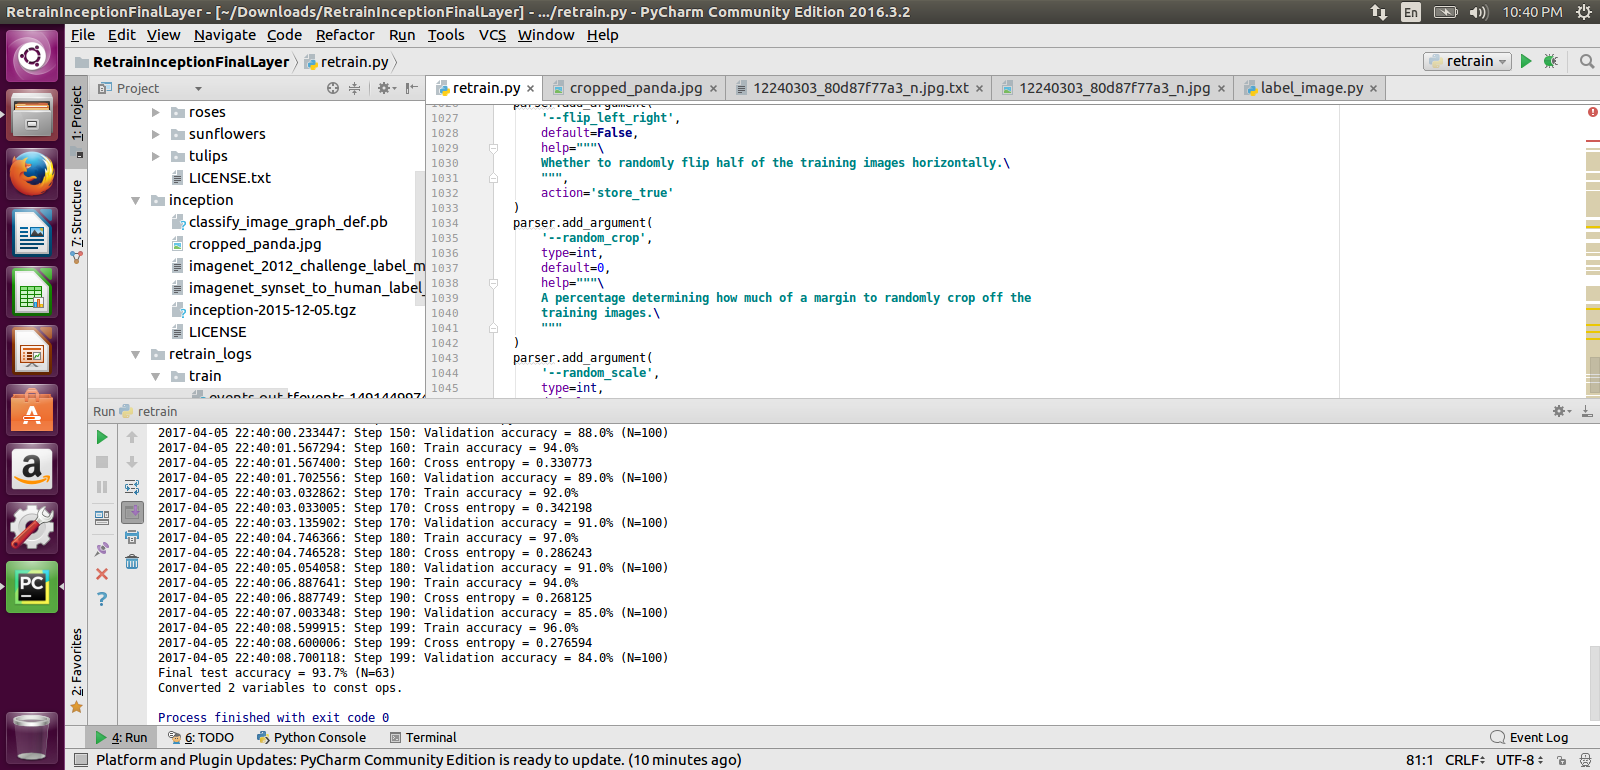 RetrainInceptionFinalLayer - [~/Downloads/RetrainInceptionFinalLayer] - .../retrain.py - PyCharm Community Edition 2016.3.2
En
10:40 PM
File Edit View Navigate Code Refactor Run Tools VCS Window Help
RetrainInceptionFinalLayer
retrain.py
retrain
1: Project
7: Structure
2: Favorites
Project
roses
sunflowers
tulips
LICENSE.txt
inception
classify_image_graph_def.pb
cropped_panda.jpg
imagenet_2012_challenge_label_m
imagenet_synset_to_human_label_
inception-2015-12-05.tgz
LICENSE
retrain_logs
train
events.out.tfevents.1491449974
retrain.py
cropped_panda.jpg
12240303_80d87f77a3_n.jpg.txt
12240303_80d87f77a3_n.jpg
label_image.py
1026 parser.add_argument(
1027 '--flip_left_right',
1028 default=False,
1029 help="""\
1030 Whether to randomly flip half of the training images horizontally.\
1031 """,
1032 action='store_true'
1033 )
1034 parser.add_argument(
1035 '--random_crop',
1036 type=int,
1037 default=0,
1038 help="""\
1039 A percentage determining how much of a margin to randomly crop off the
1040 training images.\
1041 """
1042 )
1043 parser.add_argument(
1044 '--random_scale',
1045 type=int,
Run retrain
2017-04-05 22:40:00.233447: Step 150: Validation accuracy = 88.0% (N=100)
2017-04-05 22:40:01.567294: Step 160: Train accuracy = 94.0%
2017-04-05 22:40:01.567400: Step 160: Cross entropy = 0.330773
2017-04-05 22:40:01.702556: Step 160: Validation accuracy = 89.0% (N=100)
2017-04-05 22:40:03.032862: Step 170: Train accuracy = 92.0%
2017-04-05 22:40:03.033005: Step 170: Cross entropy = 0.342198
2017-04-05 22:40:03.135902: Step 170: Validation accuracy = 91.0% (N=100)
2017-04-05 22:40:04.746366: Step 180: Train accuracy = 97.0%
2017-04-05 22:40:04.746528: Step 180: Cross entropy = 0.286243
2017-04-05 22:40:05.054058: Step 180: Validation accuracy = 91.0% (N=100)
2017-04-05 22:40:06.887641: Step 190: Train accuracy = 94.0%
2017-04-05 22:40:06.887749: Step 190: Cross entropy = 0.268125
2017-04-05 22:40:07.003348: Step 190: Validation accuracy = 85.0% (N=100)
2017-04-05 22:40:08.599915: Step 199: Train accuracy = 96.0%
2017-04-05 22:40:08.600006: Step 199: Cross entropy = 0.276594
2017-04-05 22:40:08.700118: Step 199: Validation accuracy = 84.0% (N=100)
Final test accuracy = 93.7% (N=63)
Converted 2 variables to const ops.
Process finished with exit code 0
4: Run 6: TODO Python Console Terminal Event Log
Platform and Plugin Updates: PyCharm Community Edition is ready to update. (10 minutes ago)
81:1 CRLF UTF-8